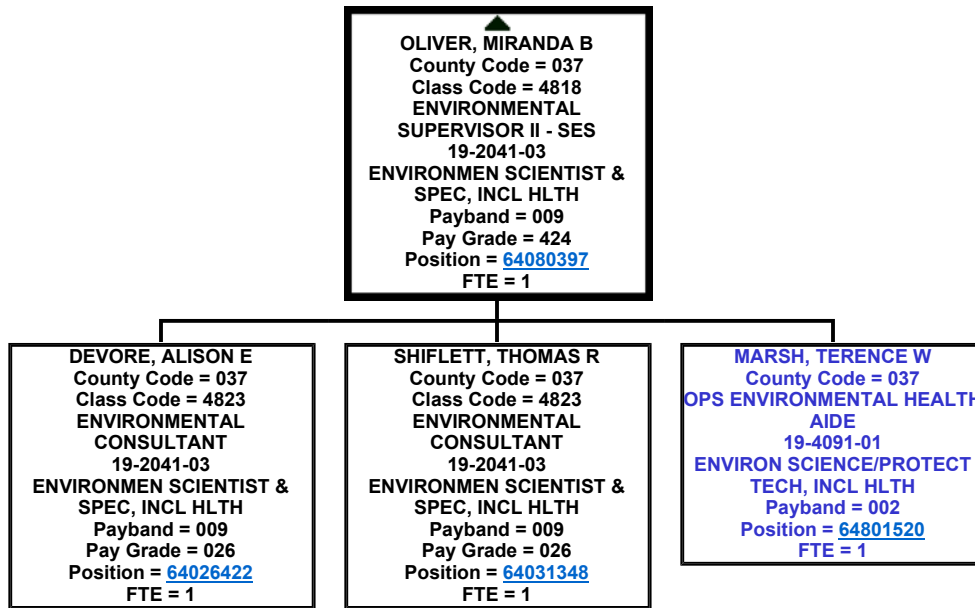 OLIVER, MIRANDA B
County Code = 037
Class Code = 4818
ENVIRONMENTAL
SUPERVISOR II - SES
19-2041-03
ENVIRONMEN SCIENTIST &
SPEC, INCL HLTH
Payband = 009
Pay Grade = 424
Position = 64080397
FTE = 1
DEVORE, ALISON E
County Code = 037
Class Code = 4823
ENVIRONMENTAL
CONSULTANT
19-2041-03
ENVIRONMEN SCIENTIST &
SPEC, INCL HLTH
Payband = 009
Pay Grade = 026
Position = 64026422
FTE = 1
SHIFLETT, THOMAS R
County Code = 037
Class Code = 4823
ENVIRONMENTAL
CONSULTANT
19-2041-03
ENVIRONMEN SCIENTIST &
SPEC, INCL HLTH
Payband = 009
Pay Grade = 026
Position = 64031348
FTE = 1
MARSH, TERENCE W
County Code = 037
OPS ENVIRONMENTAL HEALTH
AIDE
19-4091-01
ENVIRON SCIENCE/PROTECT
TECH, INCL HLTH
Payband = 002
Position = 64801520
FTE = 1